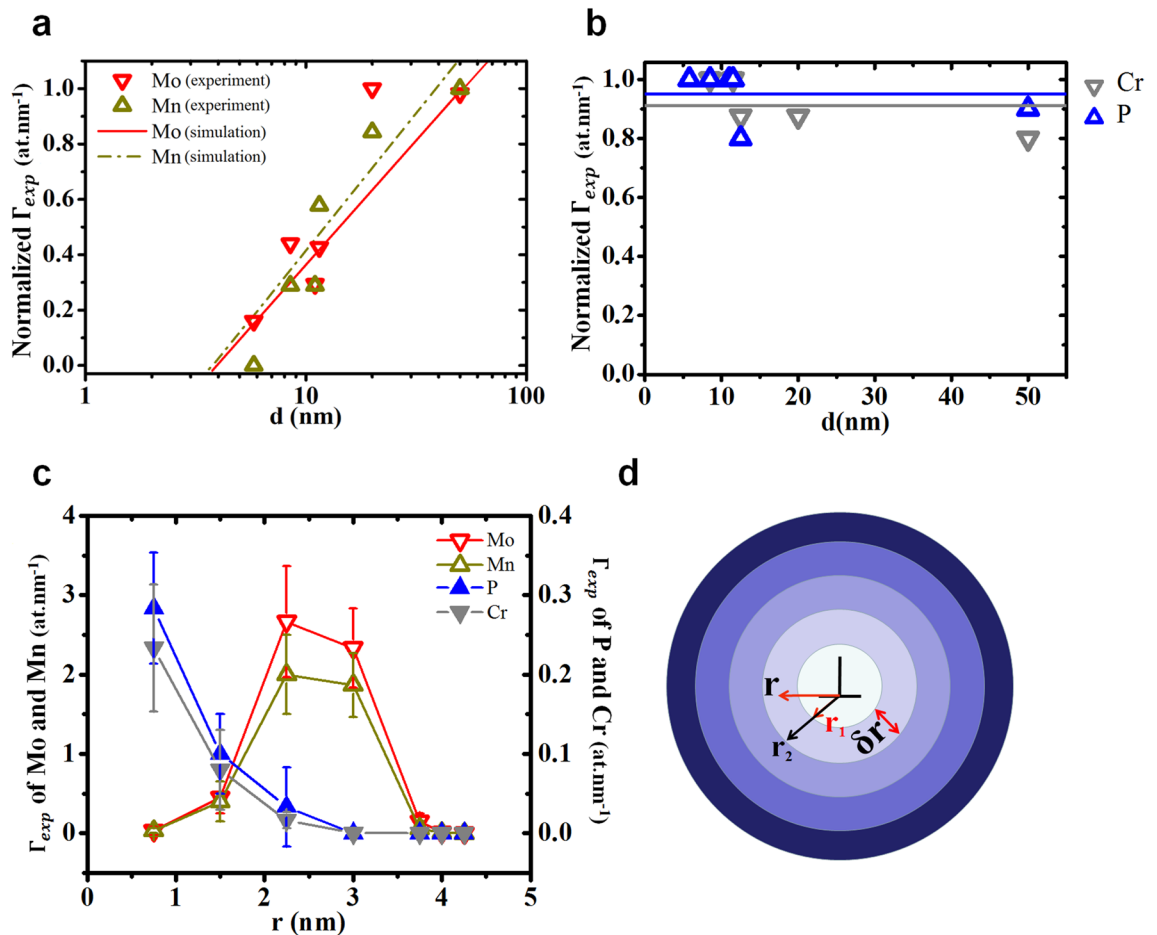 a
Normalized Γexp (at.nm⁻¹)
1.0
0.8
0.6
0.4
0.2
0.0
Mo (experiment)
Mn (experiment)
Mo (simulation)
Mn (simulation)
1
10
100
d (nm)
b
Normalized Γexp (at.nm⁻¹)
1.0
0.8
0.6
0.4
0.2
0.0
Cr
P
0
10
20
30
40
50
d(nm)
c
Γexp of Mo and Mn (at.nm⁻¹)
4
3
2
1
0
Mo
Mn
P
Cr
0.4
0.3
0.2
0.1
0.0
Γexp of P and Cr (at.nm⁻¹)
0
1
2
3
4
5
r (nm)
d
r
r₁
r₂
δr